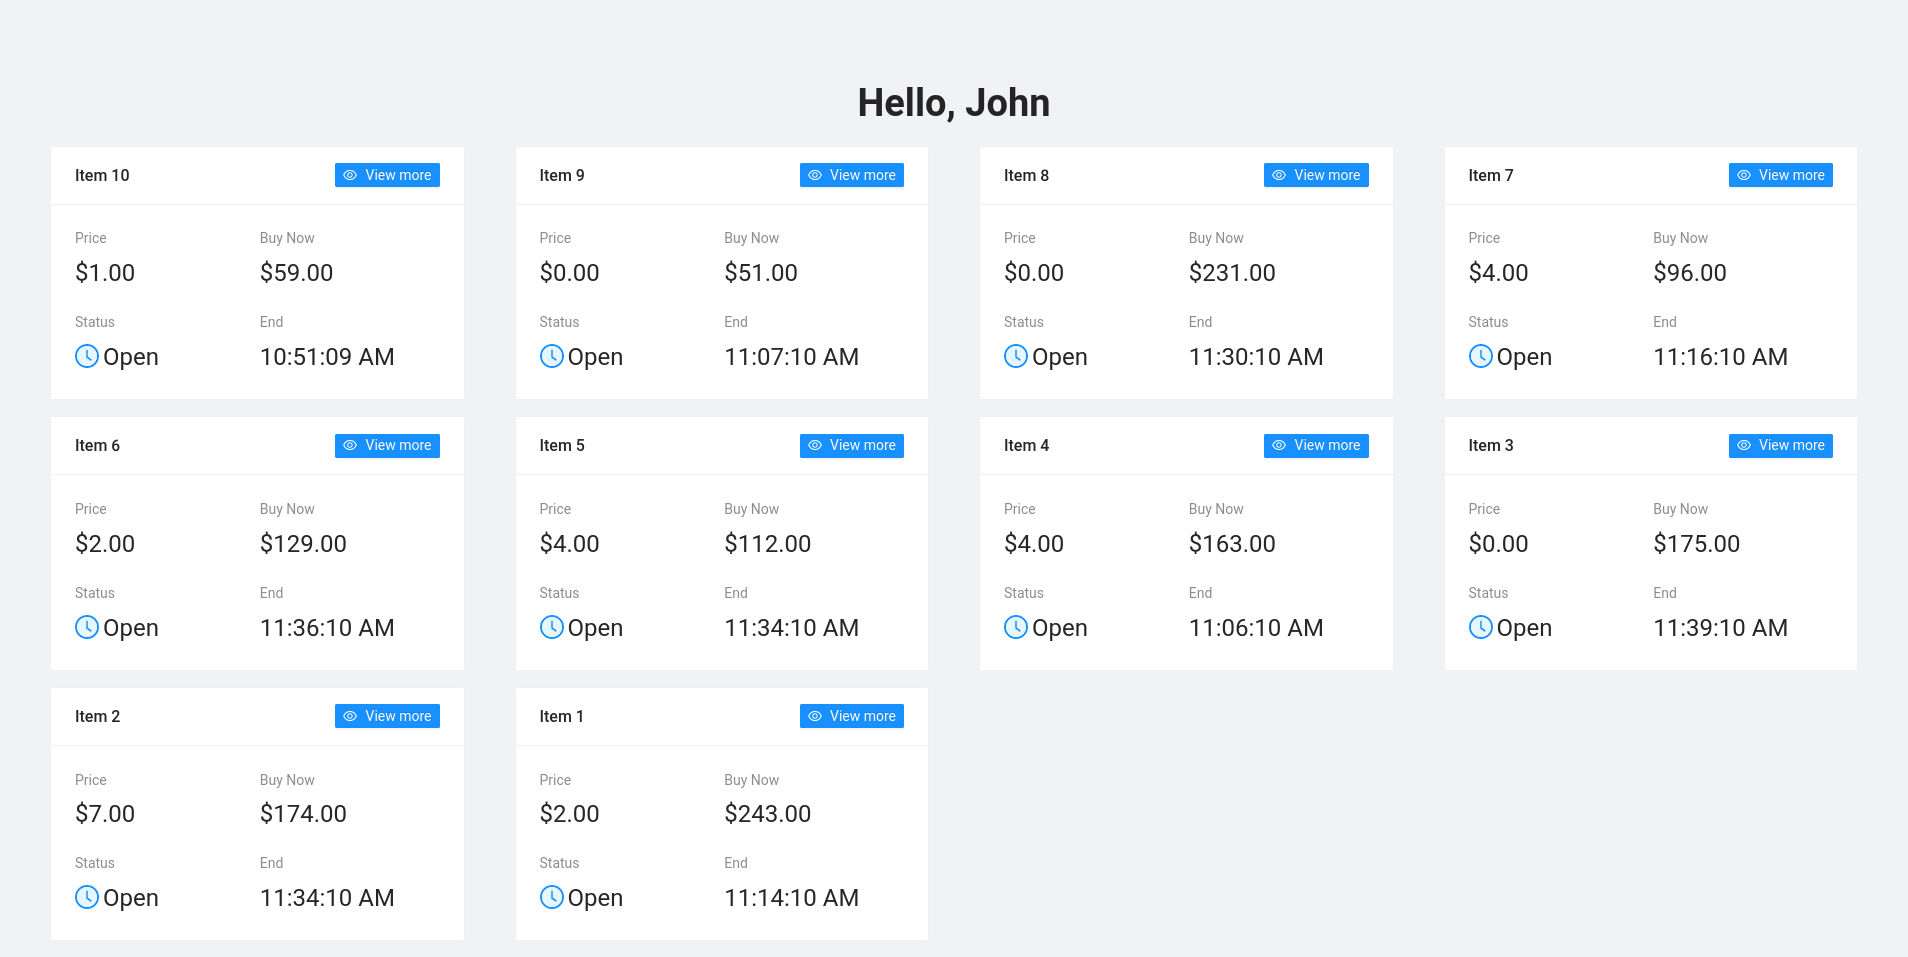 Hello, John
Item 10 View more Item 9 View more Item 8 View more Item 7 View more
Price Buy Now Price Buy Now Price Buy Now Price Buy Now
$1.00 $59.00 $0.00 $51.00 $0.00 $231.00 $4.00 $96.00
Status End Status End Status End Status End
Open 10:51:09 AM Open 11:07:10 AM Open 11:30:10 AM Open 11:16:10 AM
Item 6 View more Item 5 View more Item 4 View more Item 3 View more
Price Buy Now Price Buy Now Price Buy Now Price Buy Now
$2.00 $129.00 $4.00 $112.00 $4.00 $163.00 $0.00 $175.00
Status End Status End Status End Status End
Open 11:36:10 AM Open 11:34:10 AM Open 11:06:10 AM Open 11:39:10 AM
Item 2 View more Item 1 View more
Price Buy Now Price Buy Now
$7.00 $174.00 $2.00 $243.00
Status End Status End
Open 11:34:10 AM Open 11:14:10 AM